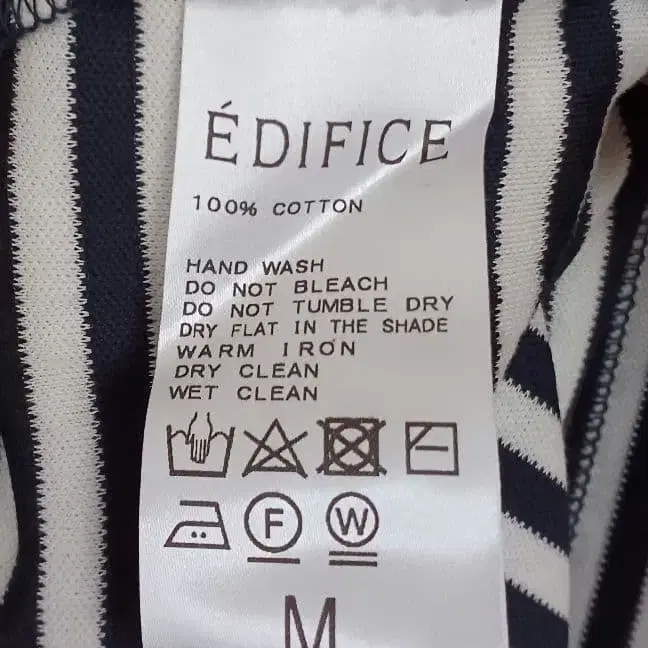 ÉDIFICE
100% COTTON
HAND WASH
DO NOT BLEACH
DO NOT TUMBLE DRY
DRY FLAT IN THE SHADE
WARM IRON
DRY CLEAN
WET CLEAN
F W
M